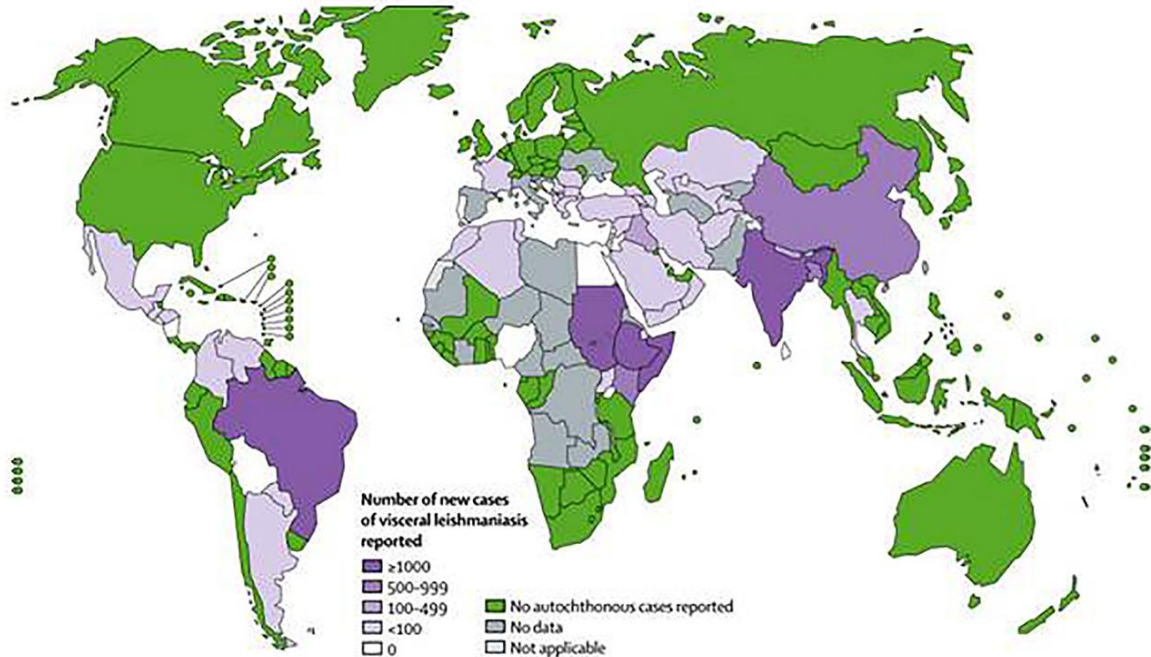 Number of new cases
of visceral leishmaniasis
reported
≥1000
500–999
100–499
<100
0
No autochthonous cases reported
No data
Not applicable